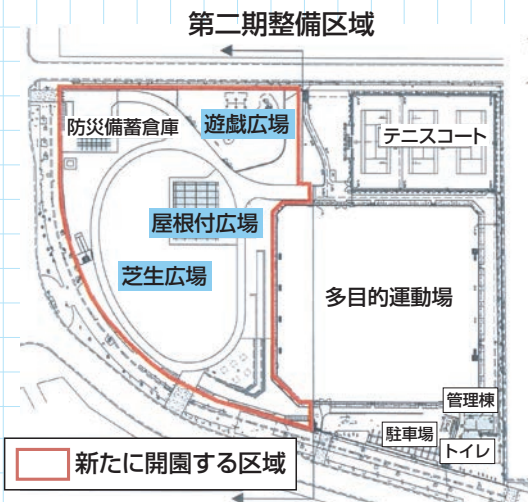 第二期整備区域
防災備蓄倉庫
遊戯広場
テニスコート
屋根付広場
芝生広場
多目的運動場
管理棟
駐車場
トイレ
新たに開園する区域